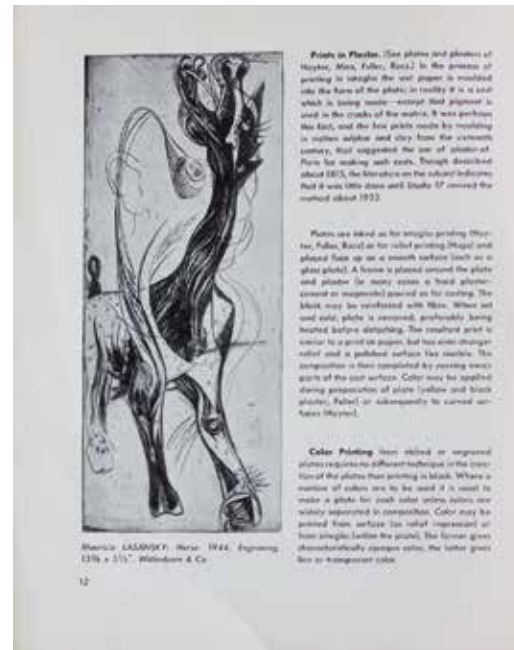 Prints in Plaster. (See plates and plasters of
Hayter, Miro, Peller, Racz.) In the process of
printing in intaglio the wet paper is moulded
into the form of the plate; in reality it is a cast
which is being made—except that pigment is
used in the cracks of the matrix. It was perhaps
this fact, and the few prints made by moulding
in molten sulphur and clay from the sixteenth
century, that suggested the use of plaster-of-
Paris for making such casts. Though described
about the literature on the subject indicates
that it was little done until Studio 17 revived the
method about 1932.
Plates are inked as for intaglio printing (Hay-
ter, Peller, Racz) or for relief printing (Hugo) and
placed face up on a smooth surface (such as a
glass plate). A frame is placed around the plate
and plaster (in many cases a hard plaster-
cement or magnesite) poured as for casting. The
block may be reinforced with fibre. When set
and cold, plate is removed, preferably being
heated before detaching. The resultant print is
similar to a print on paper, but has even stronger
relief and a polished surface like marble. The
composition is then completed by carving away
parts of the cast surface. Color may be applied
during preparation of plate (yellow and black
plaster, Peller) or subsequently to carved sur-
faces (Hayter).
Color Printing from etched or engraved
plates requires no different technique in the crea-
tion of the plates than printing in black. Where a
number of colors are to be used it is usual to
make a plate for each color unless colors are
widely separated in composition. Color may be
printed from surface (as relief impression) or
from intaglio (within the plate). The former gives
characteristically opaque color, the latter gives
line or transparent color.
Mauricio LASANSKY: Horse. 1944. Engraving,
Wittenborn & Co
12